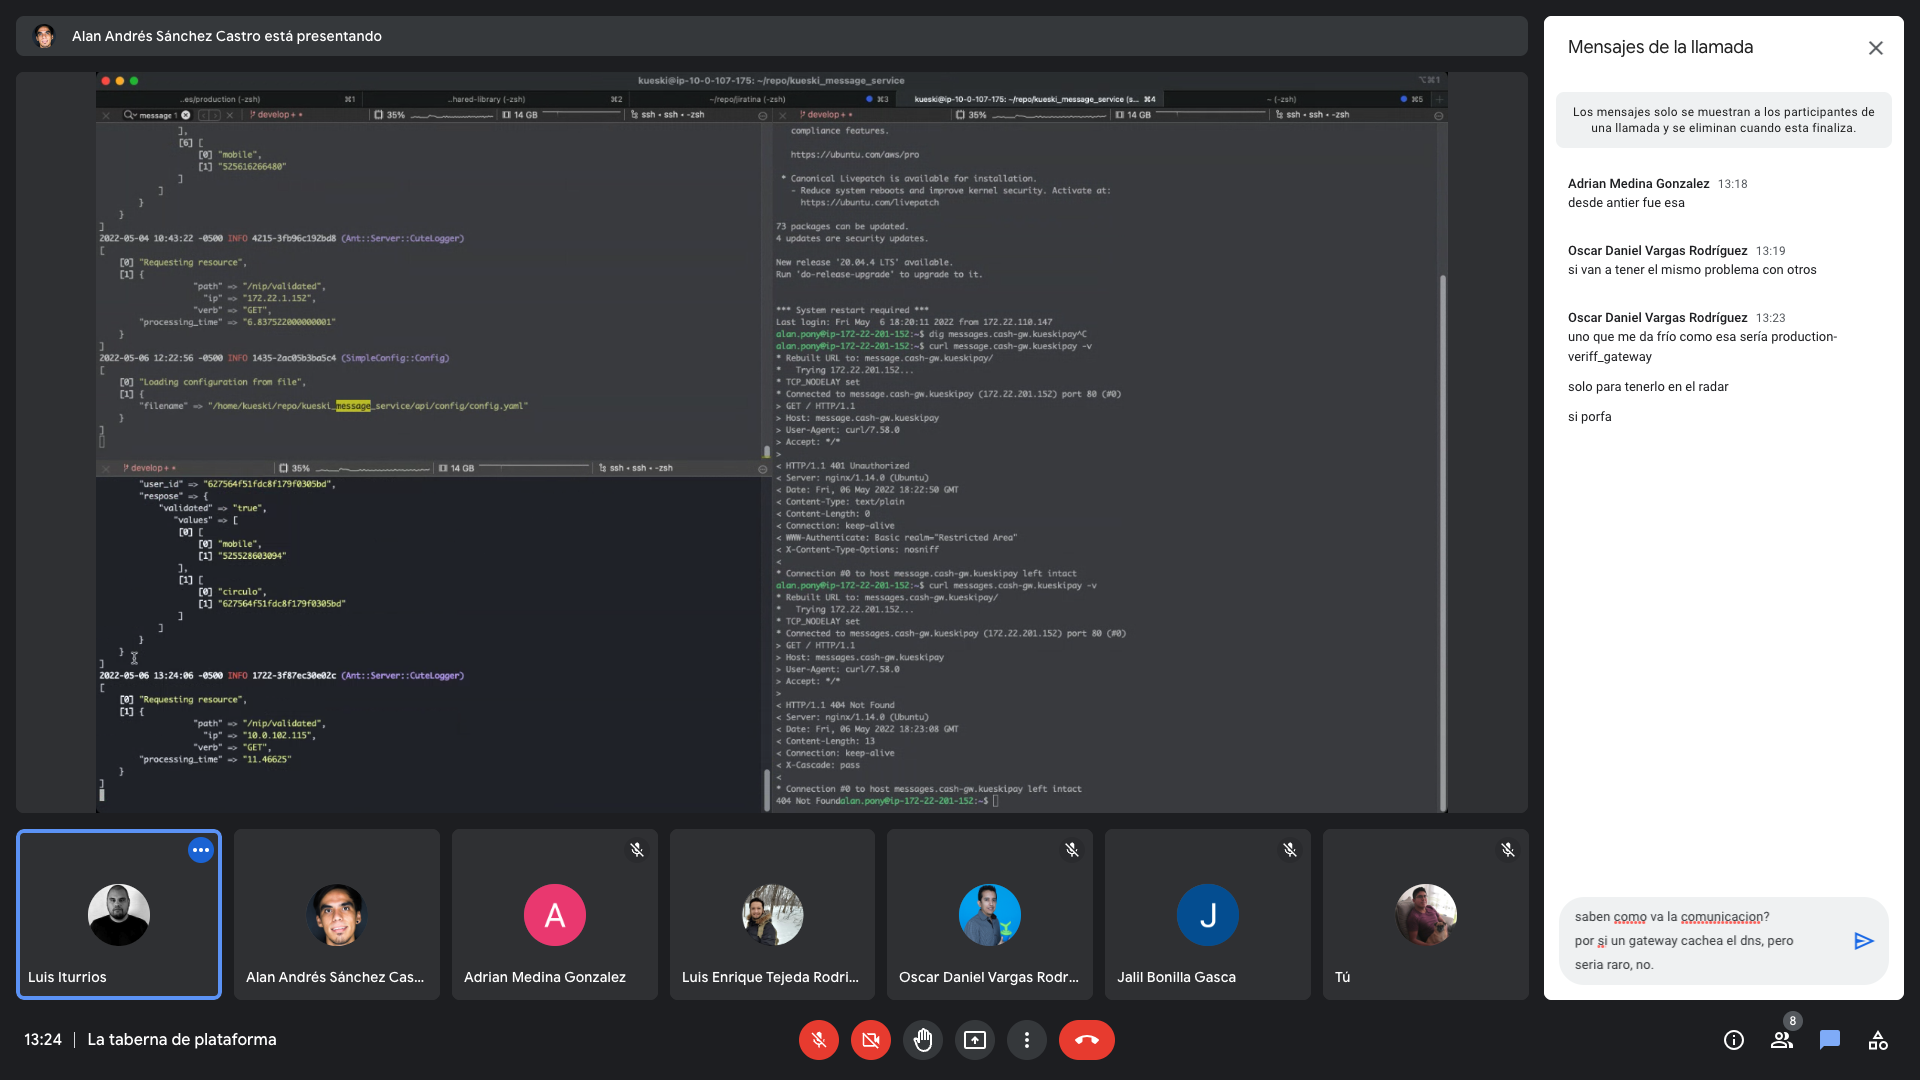 Alan Andrés Sánchez Castro está presentando
kueski@ip-10-0-107-175: ~/repo/kueski_message_service
⌥⌘1
..es/production (-zsh) ⌘1
..hared-library (-zsh) ⌘2
~/repo/jiratina (-zsh) ⌘3
kueski@ip-10-0-107-175: ~/repo/kueski_message_service (s... ⌘4
~ (-zsh) ⌘5
message 1
develop + • 35% 14 GB ssh • ssh • -zsh
],
[6] [
[0] "mobile",
[1] "525616266480"
]
]
}
}
]
2022-05-04 10:43:22 -0500 INFO 4215-3fb96c192bd8 (Ant::Server::CuteLogger)
[
[0] "Requesting resource",
[1] {
"path" => "/nip/validated",
"ip" => "172.22.1.152",
"verb" => "GET",
"processing_time" => "6.837522000000001"
}
]
2022-05-06 12:22:56 -0500 INFO 1435-2ac05b3ba5c4 (SimpleConfig::Config)
[
[0] "Loading configuration from file",
[1] {
"filename" => "/home/kueski/repo/kueski_message_service/api/config/config.yaml"
}
]
develop + • 35% 14 GB ssh • ssh • -zsh
"user_id" => "627564f51fdc8f179f0305bd",
"respose" => {
"validated" => "true",
"values" => [
[0] [
[0] "mobile",
[1] "525528603094"
],
[1] [
[0] "circulo",
[1] "627564f51fdc8f179f0305bd"
]
]
}
}
]
2022-05-06 13:24:06 -0500 INFO 1722-3f87ec30e02c (Ant::Server::CuteLogger)
[
[0] "Requesting resource",
[1] {
"path" => "/nip/validated",
"ip" => "10.0.102.115",
"verb" => "GET",
"processing_time" => "11.46625"
}
]
develop + • 35% 14 GB ssh • ssh • -zsh
compliance features.
https://ubuntu.com/aws/pro
* Canonical Livepatch is available for installation.
- Reduce system reboots and improve kernel security. Activate at:
https://ubuntu.com/livepatch
73 packages can be updated.
4 updates are security updates.
New release '20.04.4 LTS' available.
Run 'do-release-upgrade' to upgrade to it.
*** System restart required ***
Last login: Fri May  6 18:20:11 2022 from 172.22.110.147
alan.pony@ip-172-22-201-152:~$ dig messages.cash-gw.kueskipay^C
alan.pony@ip-172-22-201-152:~$ curl message.cash-gw.kueskipay -v
* Rebuilt URL to: message.cash-gw.kueskipay/
*   Trying 172.22.201.152...
* TCP_NODELAY set
* Connected to message.cash-gw.kueskipay (172.22.201.152) port 80 (#0)
> GET / HTTP/1.1
> Host: message.cash-gw.kueskipay
> User-Agent: curl/7.58.0
> Accept: */*
>
< HTTP/1.1 401 Unauthorized
< Server: nginx/1.14.0 (Ubuntu)
< Date: Fri, 06 May 2022 18:22:50 GMT
< Content-Type: text/plain
< Content-Length: 0
< Connection: keep-alive
< WWW-Authenticate: Basic realm="Restricted Area"
< X-Content-Type-Options: nosniff
<
* Connection #0 to host message.cash-gw.kueskipay left intact
alan.pony@ip-172-22-201-152:~$ curl messages.cash-gw.kueskipay -v
* Rebuilt URL to: messages.cash-gw.kueskipay/
*   Trying 172.22.201.152...
* TCP_NODELAY set
* Connected to messages.cash-gw.kueskipay (172.22.201.152) port 80 (#0)
> GET / HTTP/1.1
> Host: messages.cash-gw.kueskipay
> User-Agent: curl/7.58.0
> Accept: */*
>
< HTTP/1.1 404 Not Found
< Server: nginx/1.14.0 (Ubuntu)
< Date: Fri, 06 May 2022 18:23:08 GMT
< Content-Length: 13
< Connection: keep-alive
< X-Cascade: pass
<
* Connection #0 to host messages.cash-gw.kueskipay left intact
404 Not Foundalan.pony@ip-172-22-201-152:~$
Luis Iturrios
Alan Andrés Sánchez Cas...
A
Adrian Medina Gonzalez
Luis Enrique Tejeda Rodri...
Oscar Daniel Vargas Rodr...
J
Jalil Bonilla Gasca
Tú
13:24 | La taberna de plataforma
8
Mensajes de la llamada
Los mensajes solo se muestran a los participantes de
una llamada y se eliminan cuando esta finaliza.
Adrian Medina Gonzalez 13:18
desde antier fue esa
Oscar Daniel Vargas Rodríguez 13:19
si van a tener el mismo problema con otros
Oscar Daniel Vargas Rodríguez 13:23
uno que me da frío como esa sería production-
veriff_gateway
solo para tenerlo en el radar
si porfa
saben como va la comunicacion?
por si un gateway cachea el dns, pero
seria raro, no.